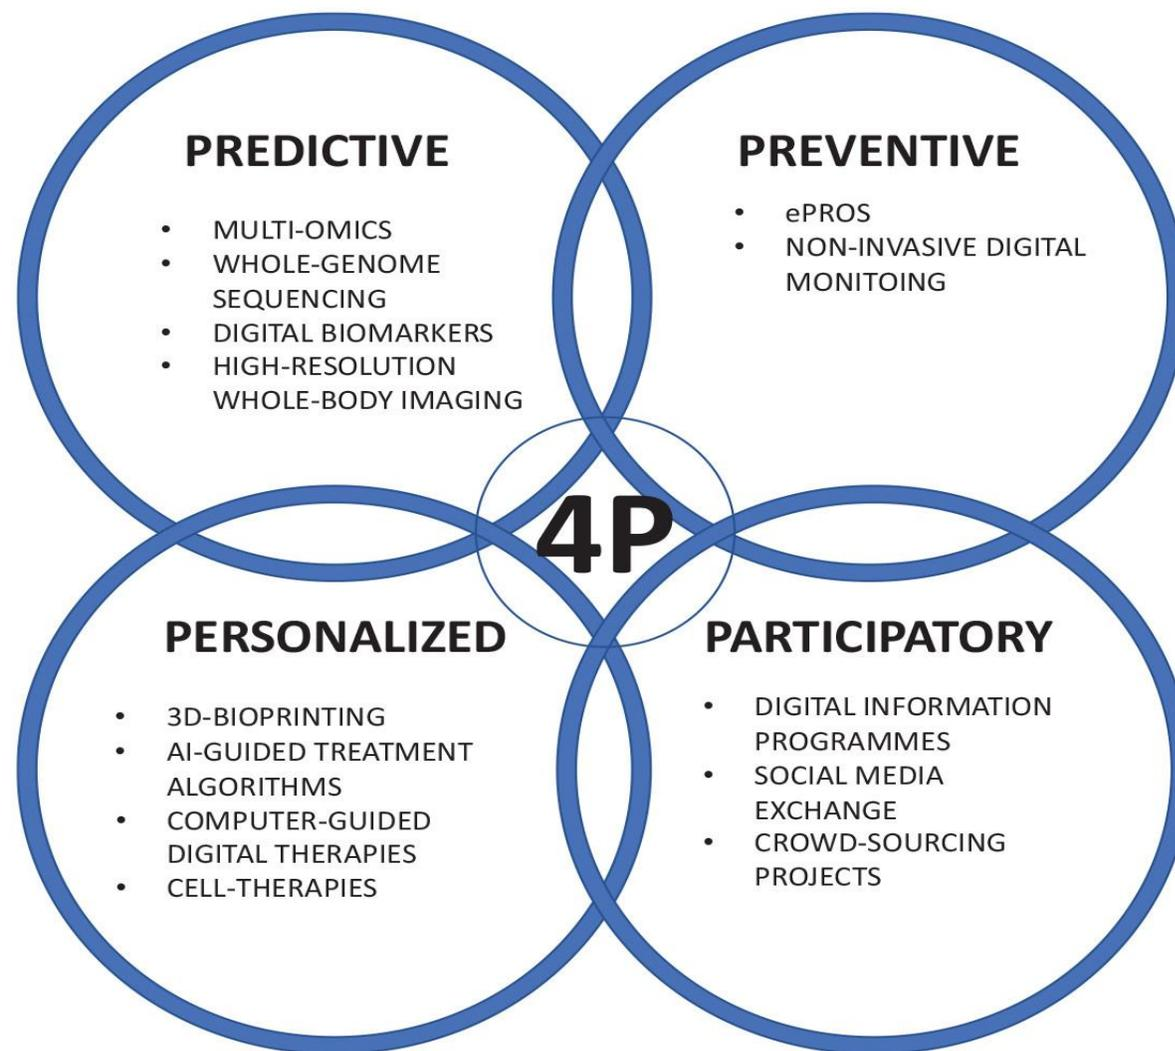 PREDICTIVE
• MULTI-OMICS
• WHOLE-GENOME
SEQUENCING
• DIGITAL BIOMARKERS
• HIGH-RESOLUTION
WHOLE-BODY IMAGING
PREVENTIVE
• ePROS
• NON-INVASIVE DIGITAL
MONITOING
4P
PERSONALIZED
• 3D-BIOPRINTING
• AI-GUIDED TREATMENT
ALGORITHMS
• COMPUTER-GUIDED
DIGITAL THERAPIES
• CELL-THERAPIES
PARTICIPATORY
• DIGITAL INFORMATION
PROGRAMMES
• SOCIAL MEDIA
EXCHANGE
• CROWD-SOURCING
PROJECTS